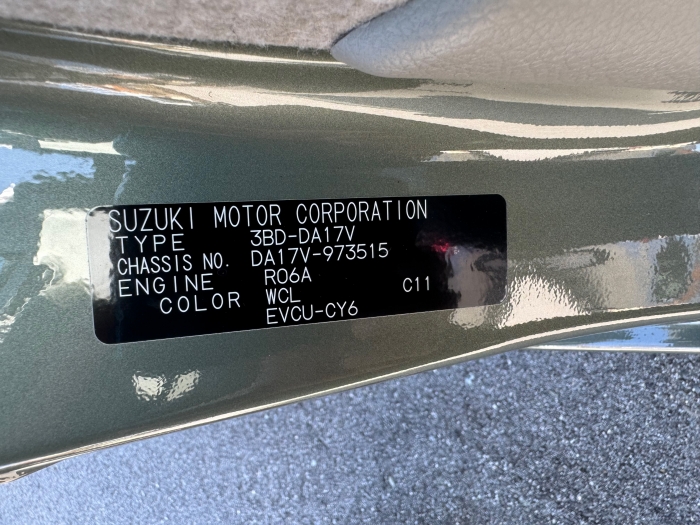 SUZUKI MOTOR CORPORATION
TYPE 3BD-DA17V
CHASSIS NO. DA17V-973515
ENGINE R06A C11
COLOR WCL
EVCU-CY6